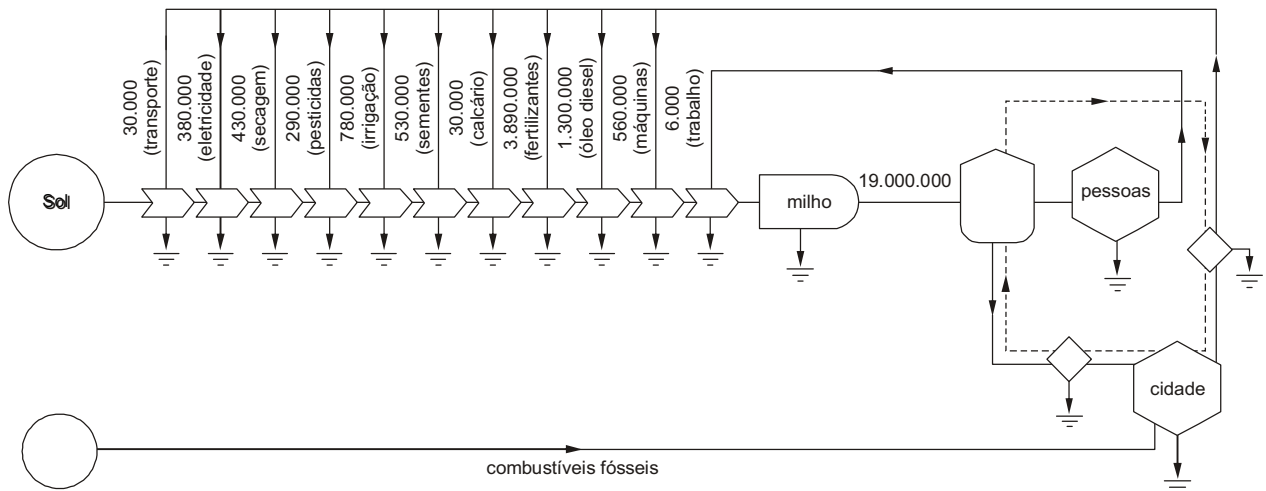 30.000
(transporte)
380.000
(eletricidade)
430.000
(secagem)
290.000
(pesticidas)
780.000
(irrigação)
530.000
(sementes)
30.000
(calcário)
3.890.000
(fertilizantes)
1.300.000
(óleo diesel)
560.000
(máquinas)
6.000
(trabalho)
Sol
milho
19.000.000
pessoas
cidade
combustíveis fósseis